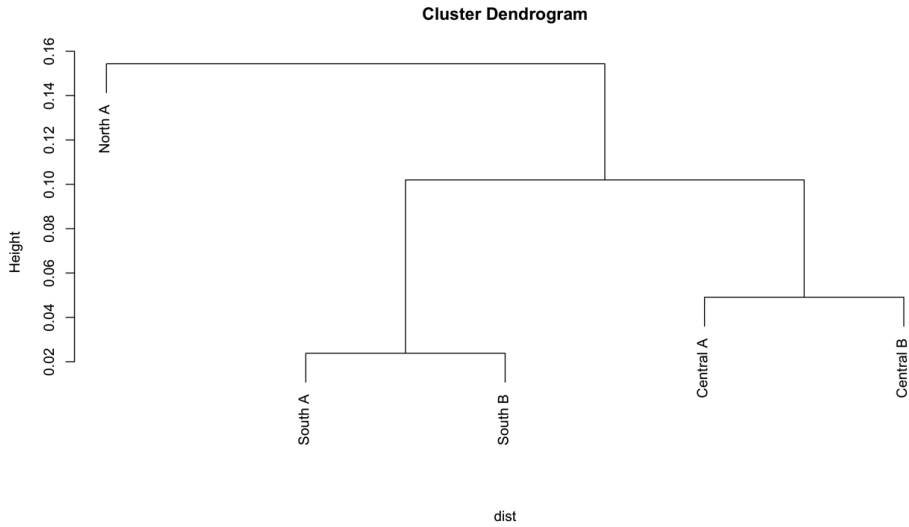 Cluster Dendrogram
Height
0.16
0.14
0.12
0.10
0.08
0.06
0.04
0.02
North A
South A
South B
Central A
Central B
dist